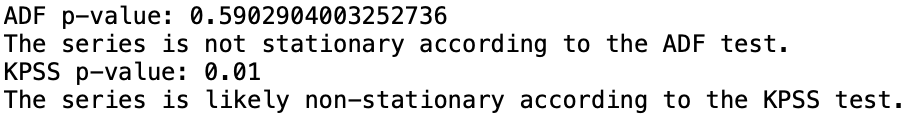 ADF p-value: 0.5902904003252736
The series is not stationary according to the ADF test.
KPSS p-value: 0.01
The series is likely non-stationary according to the KPSS test.